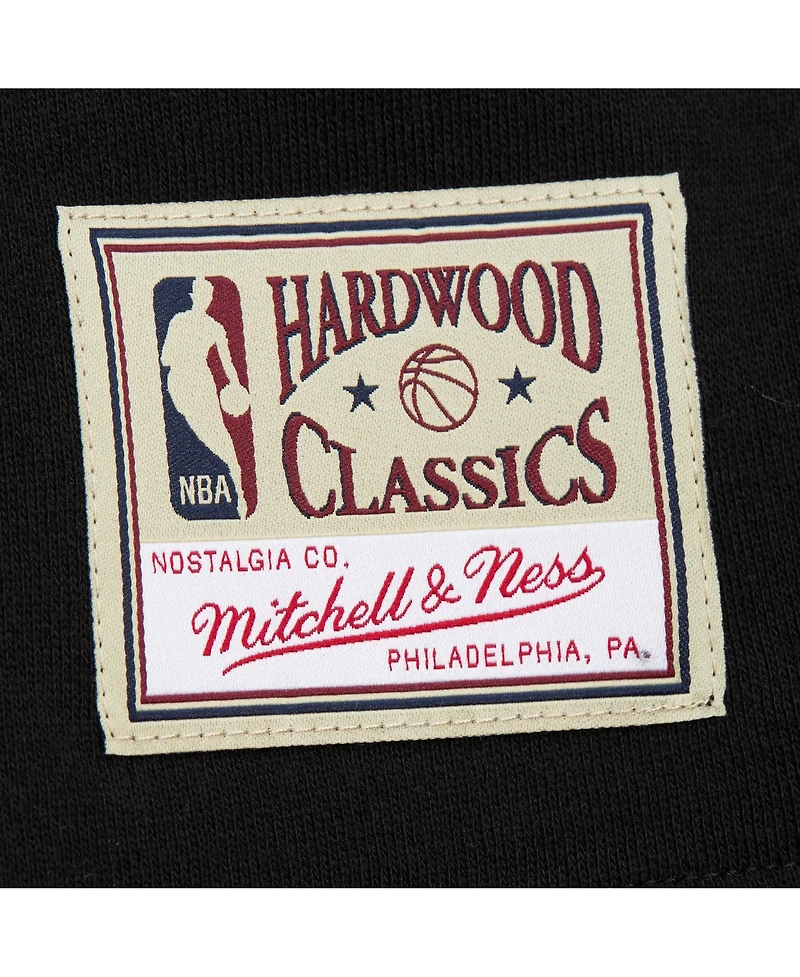 HARDWOOD
CLASSICS
NBA
NOSTALGIA CO.
Mitchell & Ness
PHILADELPHIA, PA.